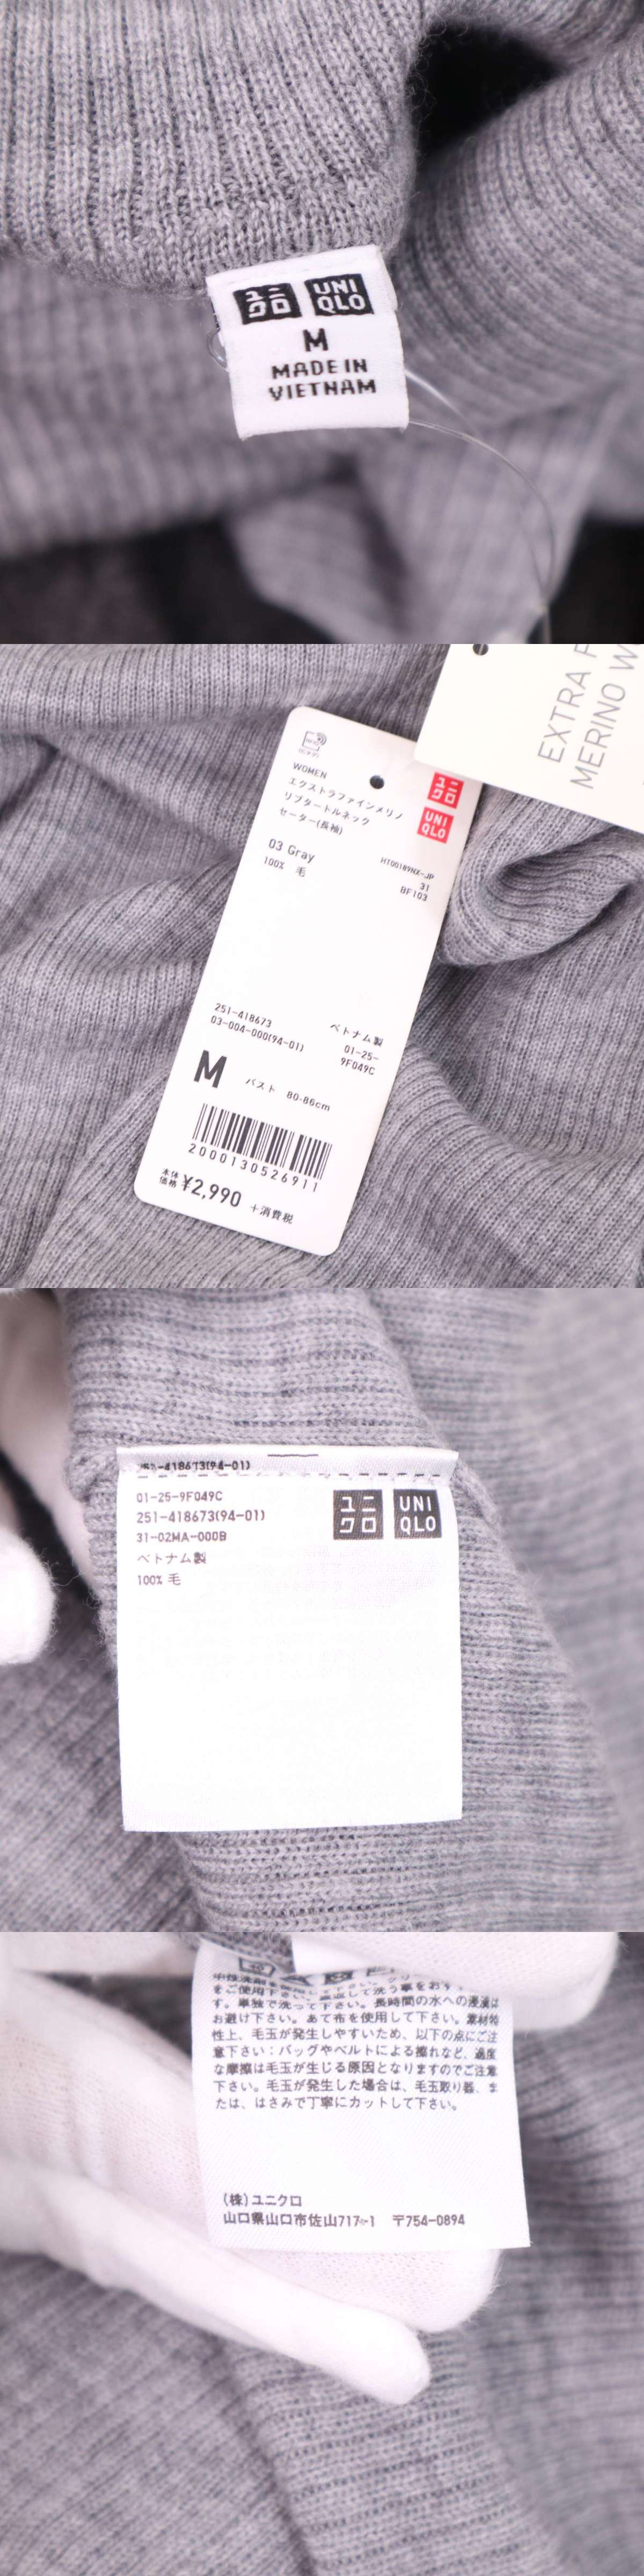 ユニ
クロ
UNI
QLO
M
MADE IN
VIETNAM
EXTRA F
MERINO W
WOMEN
エクストラファインメリノ
リブタートルネック
セーター(長袖)
ユニ
クロ
UNI
QLO
03 Gray
100% 毛
HT00189NX-JP
31
BF103
251-418673
03-004-000(94-01)
ベトナム製
01-25-
9F049C
M
バスト 80-86cm
2000130526911
本体
価格 ¥2,990 +消費税
251-418673(94-01)
01-25-9F049C
251-418673(94-01)
31-02MA-000B
ベトナム製
100% 毛
ユニ
クロ
UNI
QLO
す。単独で洗って下さい。長時間の水への浸漬は
お避け下さい。あて布を使用して下さい。素材特
性上、毛玉が発生しやすいため、以下の点にご注
意下さい:バッグやベルトによる擦れなど、過度
な摩擦は毛玉が生じる原因となりますのでご注意
下さい。毛玉が発生した場合は、毛玉取り器、ま
たは、はさみで丁寧にカットして下さい。
(株)ユニクロ
山口県山口市佐山717-1 〒754-0894